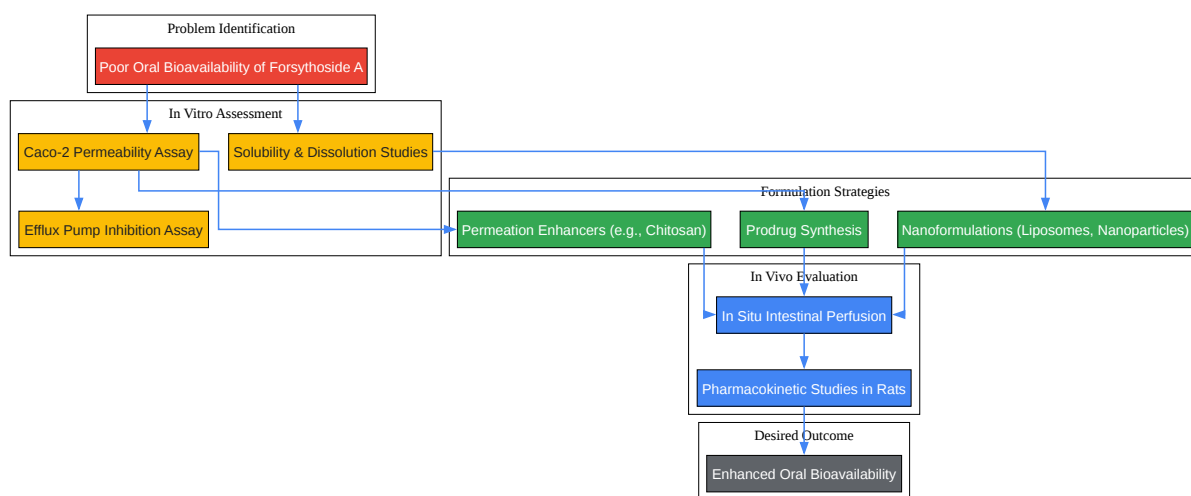 Problem Identification
Poor Oral Bioavailability of Forsythoside A
In Vitro Assessment
Caco-2 Permeability Assay
Solubility & Dissolution Studies
Efflux Pump Inhibition Assay
Formulation Strategies
Permeation Enhancers (e.g., Chitosan)
Prodrug Synthesis
Nanoformulations (Liposomes, Nanoparticles)
In Vivo Evaluation
In Situ Intestinal Perfusion
Pharmacokinetic Studies in Rats
Desired Outcome
Enhanced Oral Bioavailability